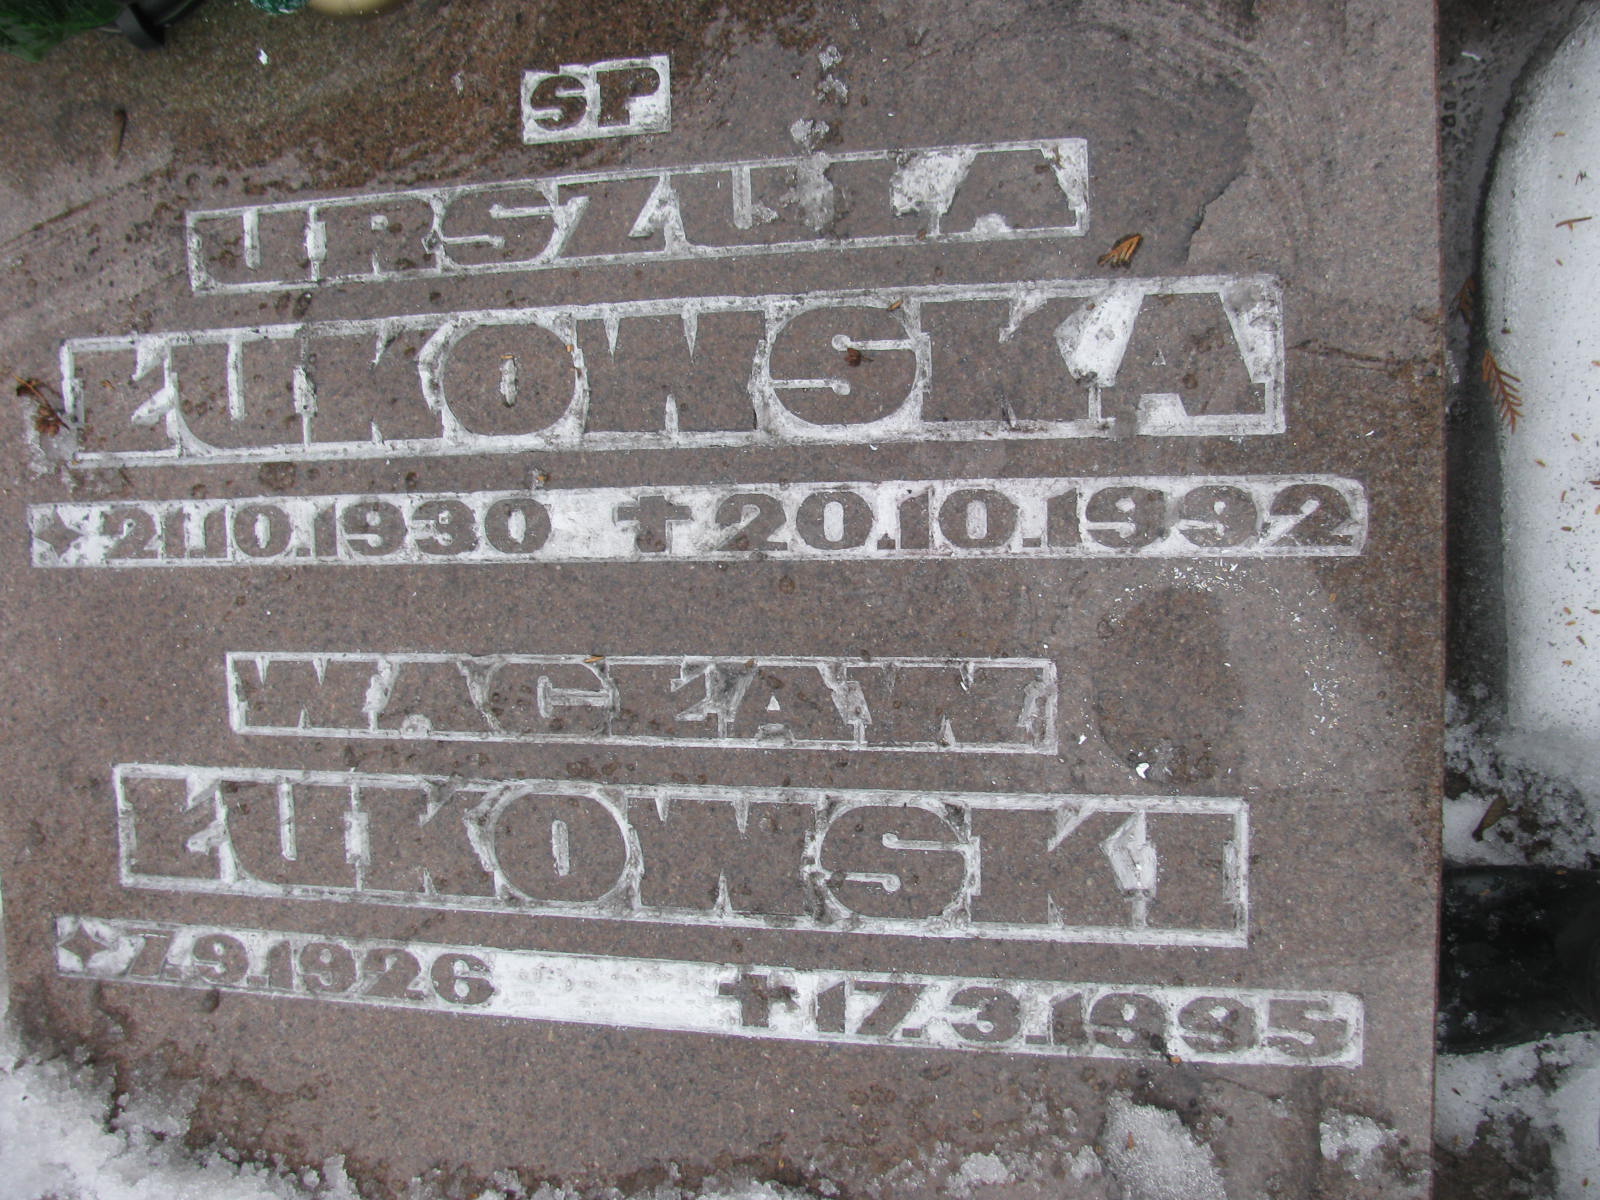 SP
URSZULA
ŁUKOWSKA
21.10.1930 ✝ 20.10.1992
WACŁAW
ŁUKOWSKI
7.9.1926 ✝ 17.3.1995